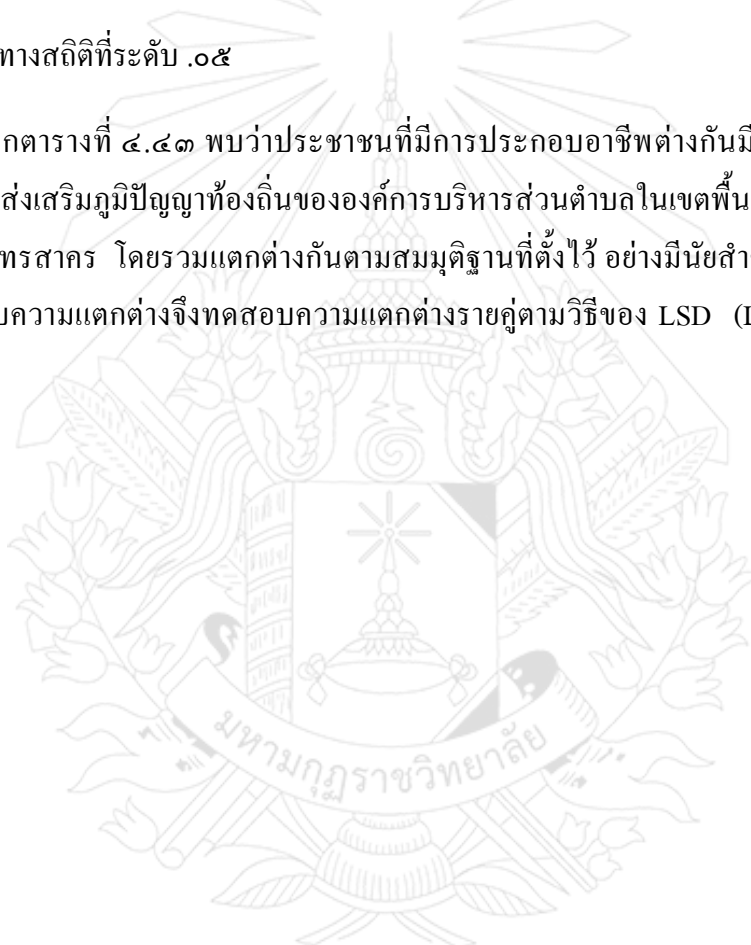 ทางสถิติที่ระดับ .๐๕
กตารางที่ ๔.๔๓ พบว่าประชาชนที่มีการประกอบอาชีพต่างกันมี
ส่งเสริมภูมิปัญญาท้องถิ่นขององค์การบริหารส่วนตำบลในเขตพื้น
ทรสาคร โดยรวมแตกต่างกันตามสมมุติฐานที่ตั้งไว้ อย่างมีนัยสำ
บความแตกต่างจึงทดสอบความแตกต่างรายคู่ตามวิธีของ LSD (L
มหามกุฏราชวิทยาลัย